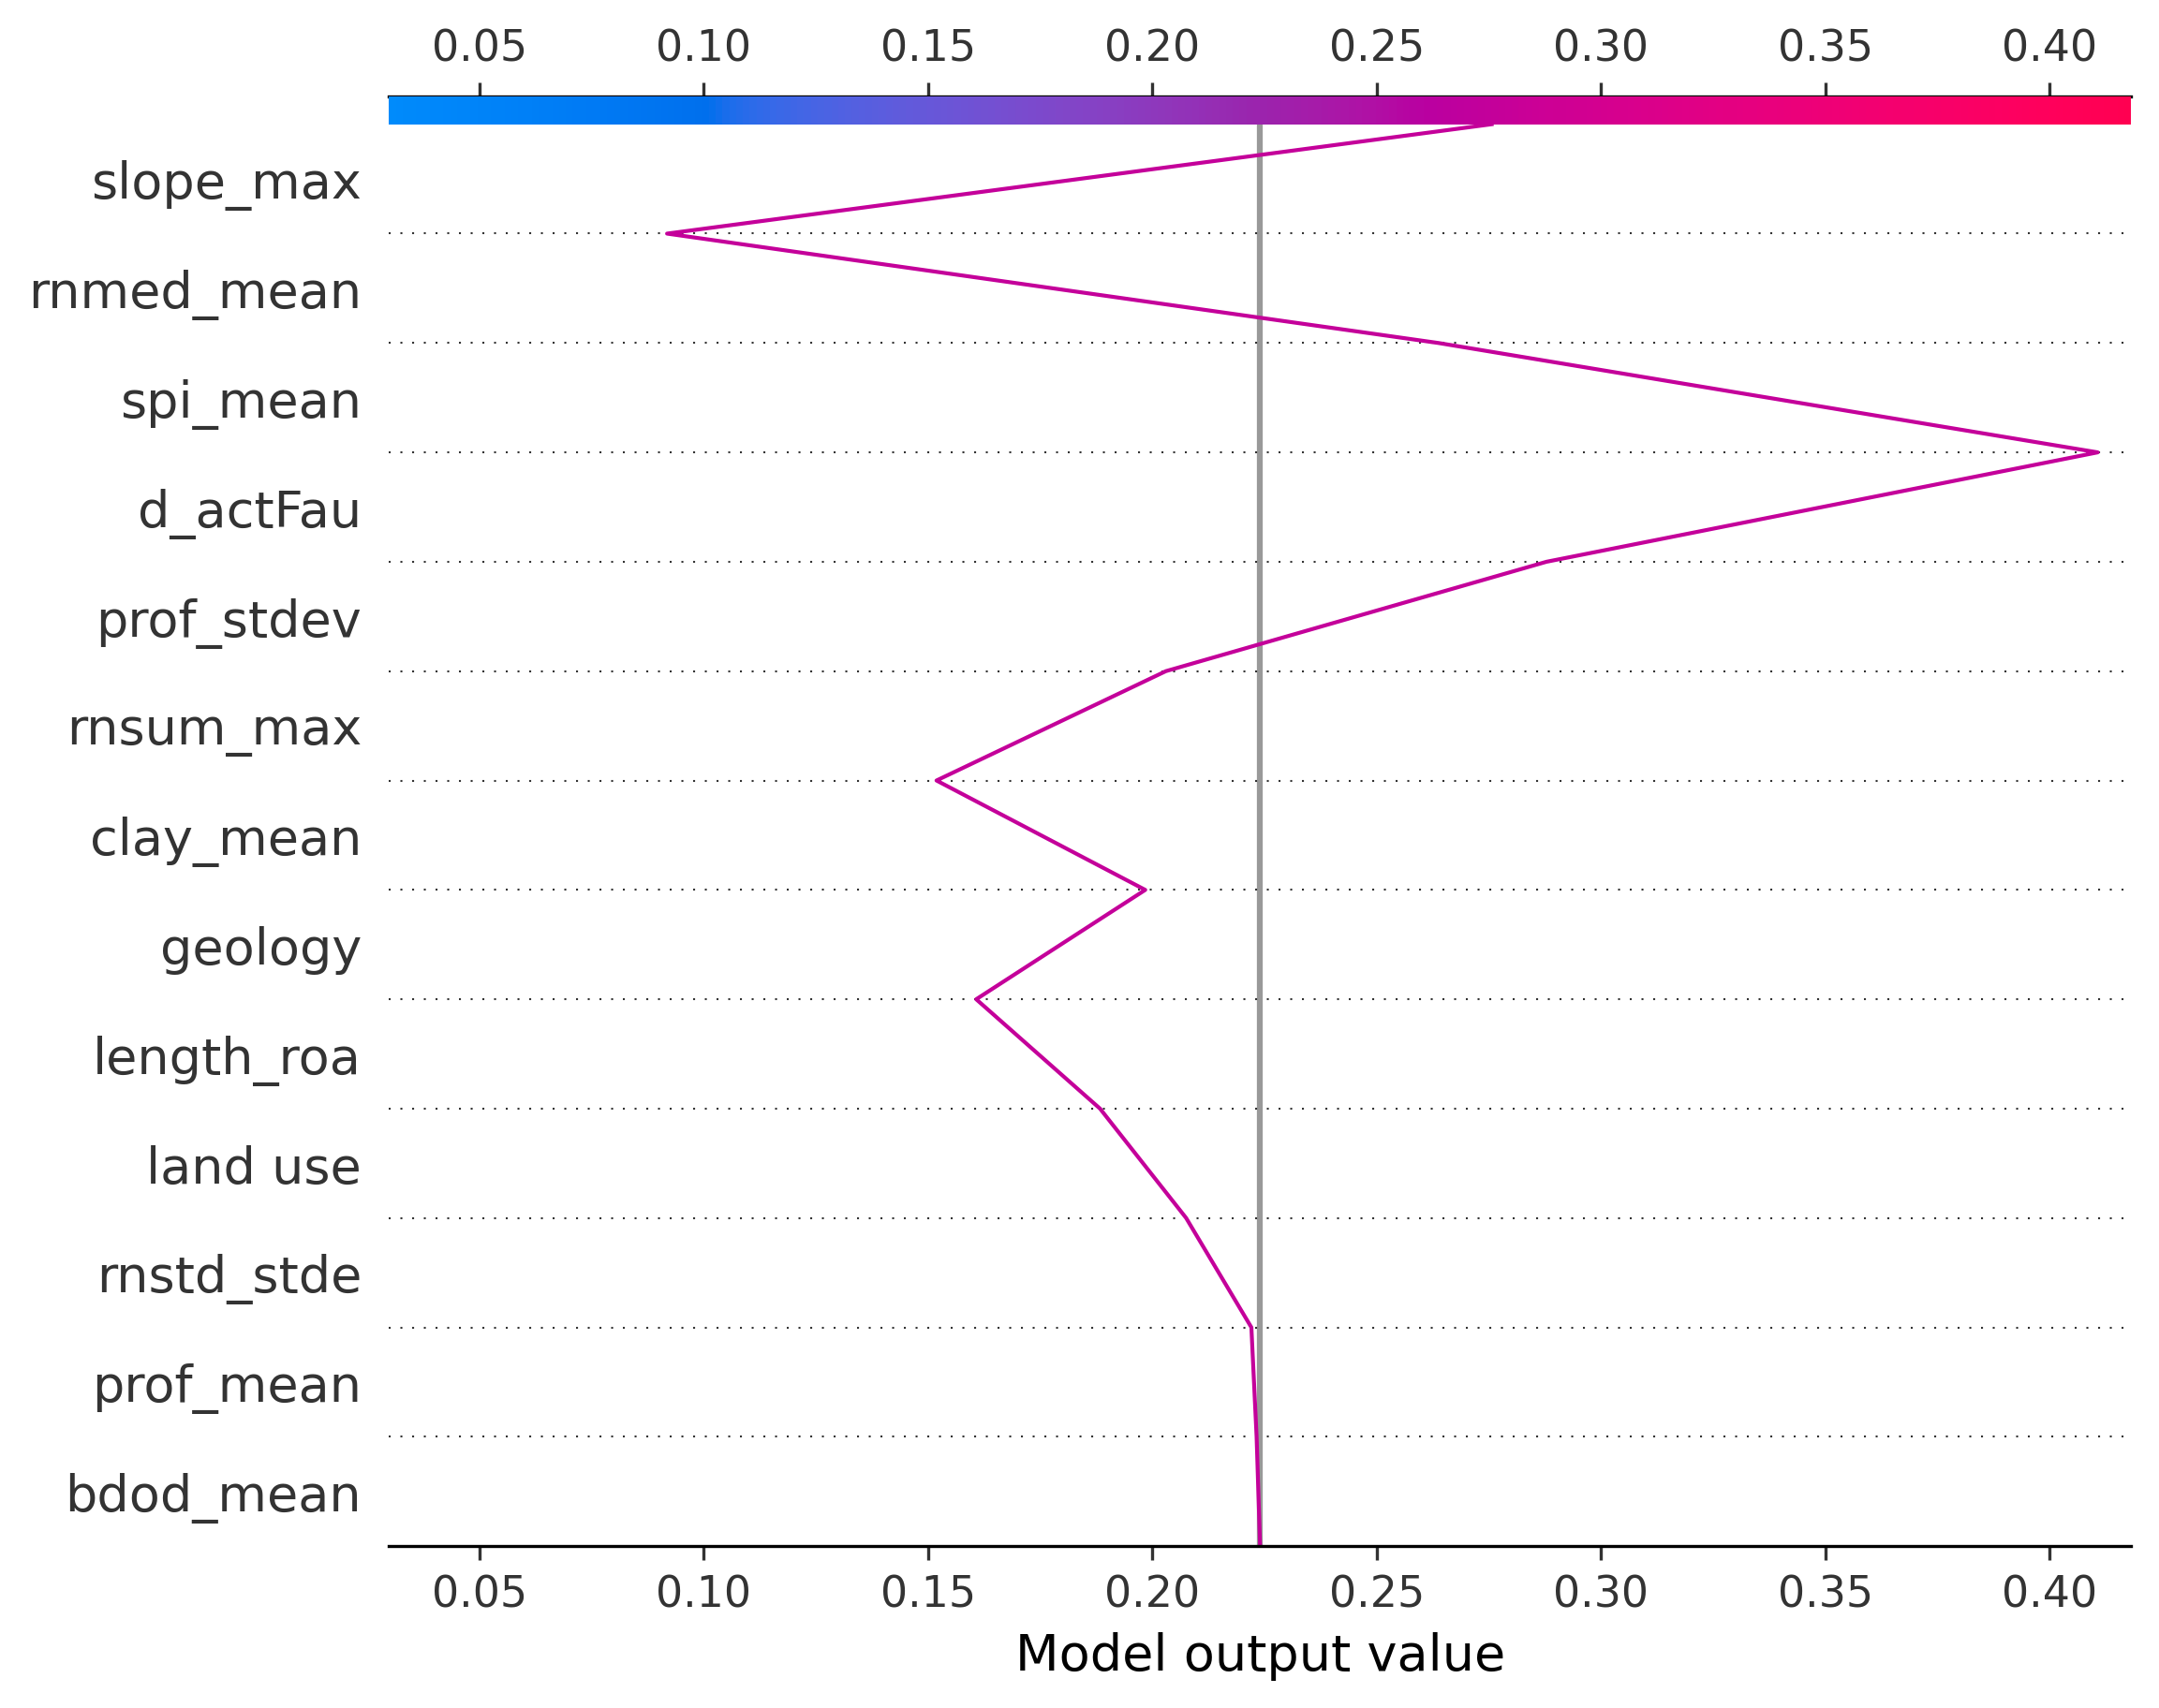 0.05 0.10 0.15 0.20 0.25 0.30 0.35 0.40
slope_max
rnmed_mean
spi_mean
d_actFau
prof_stdev
rnsum_max
clay_mean
geology
length_roa
land use
rnstd_stde
prof_mean
bdod_mean
0.05 0.10 0.15 0.20 0.25 0.30 0.35 0.40
Model output value